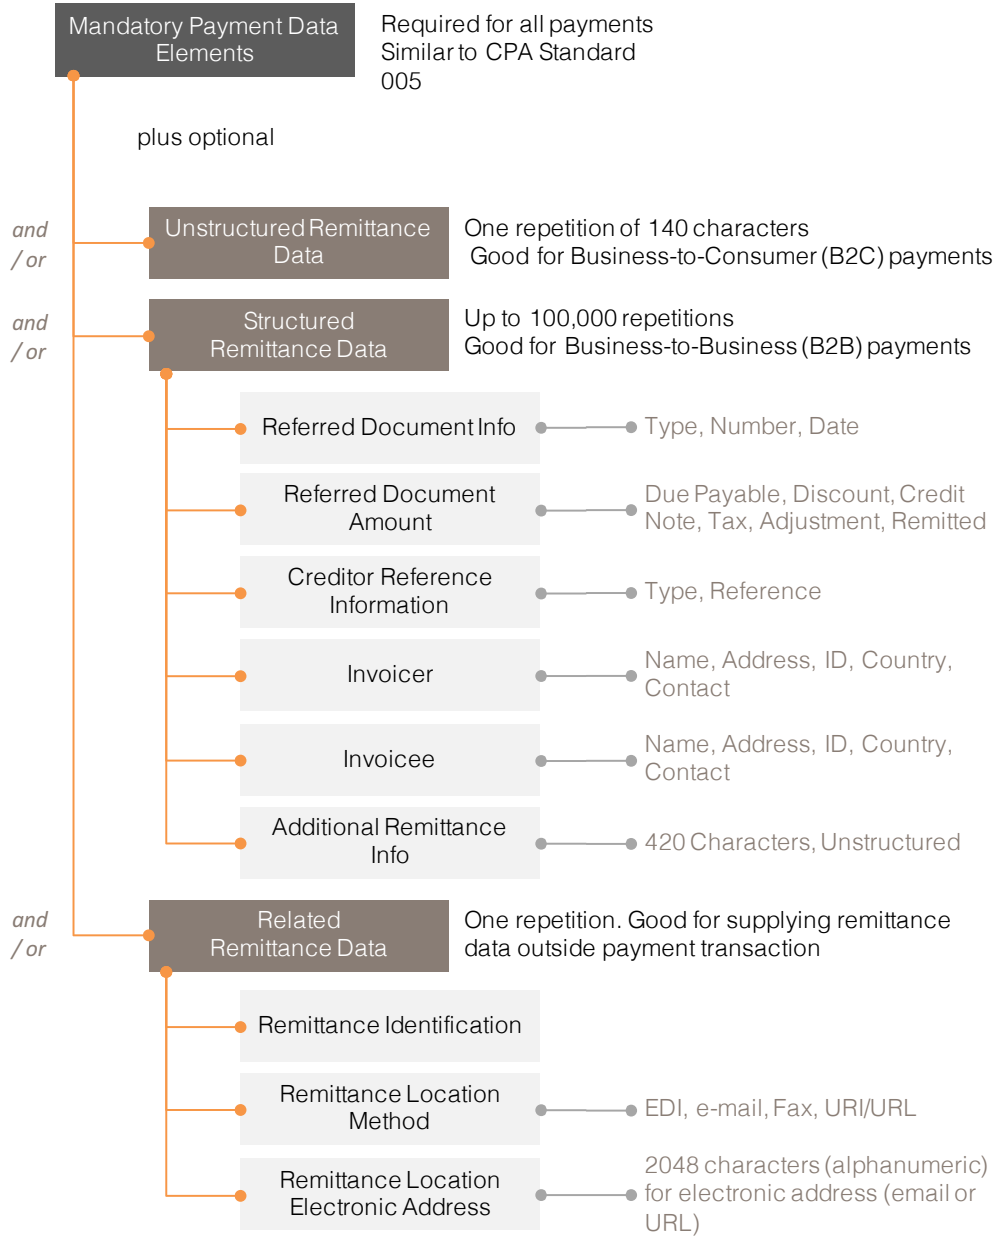 Mandatory Payment Data
Elements
Required for all payments
Similar to CPA Standard
005
plus optional
and
/ or
Unstructured Remittance
Data
One repetition of 140 characters
Good for Business-to-Consumer (B2C) payments
and
/ or
Structured
Remittance Data
Up to 100,000 repetitions
Good for Business-to-Business (B2B) payments
Referred Document Info
Type, Number, Date
Referred Document
Amount
Due Payable, Discount, Credit
Note, Tax, Adjustment, Remitted
Creditor Reference
Information
Type, Reference
Invoicer
Name, Address, ID, Country,
Contact
Invoicee
Name, Address, ID, Country,
Contact
Additional Remittance
Info
420 Characters, Unstructured
and
/ or
Related
Remittance Data
One repetition. Good for supplying remittance
data outside payment transaction
Remittance Identification
Remittance Location
Method
EDI, e-mail, Fax, URI/URL
Remittance Location
Electronic Address
2048 characters (alphanumeric)
for electronic address (email or
URL)